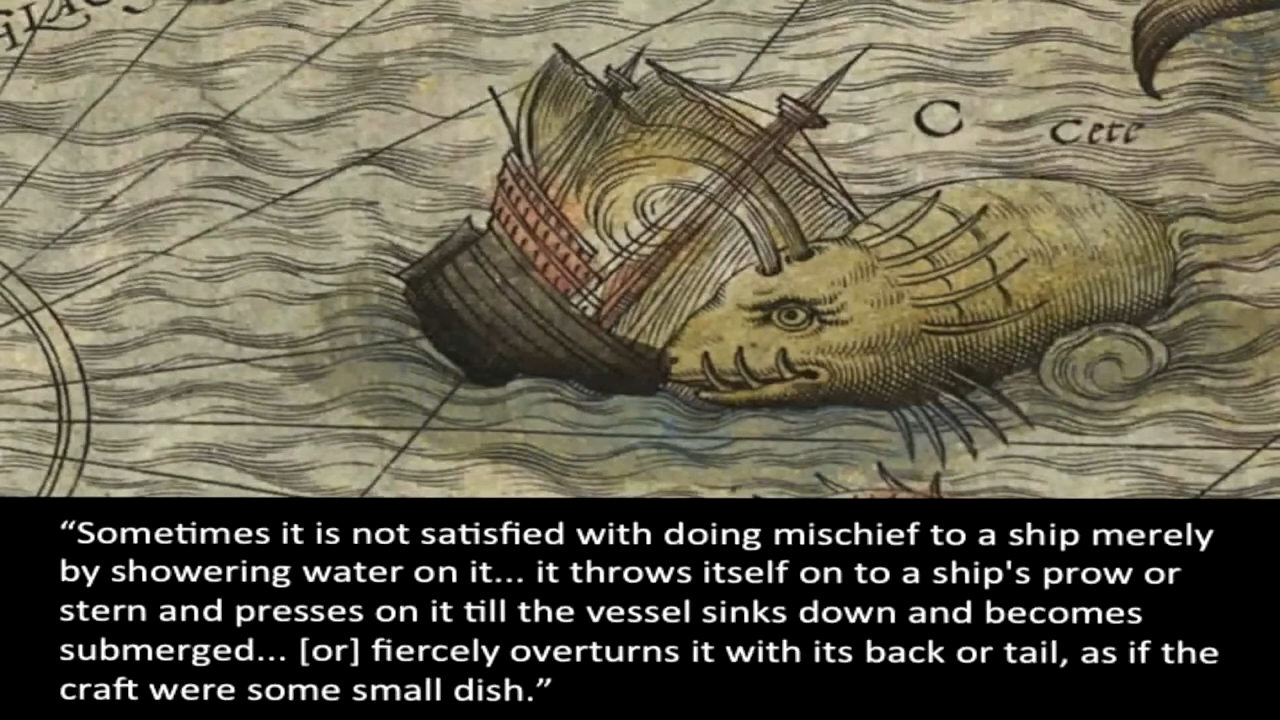 C Cete
“Sometimes it is not satisfied with doing mischief to a ship merely
by showering water on it... it throws itself on to a ship's prow or
stern and presses on it till the vessel sinks down and becomes
submerged... [or] fiercely overturns it with its back or tail, as if the
craft were some small dish.”